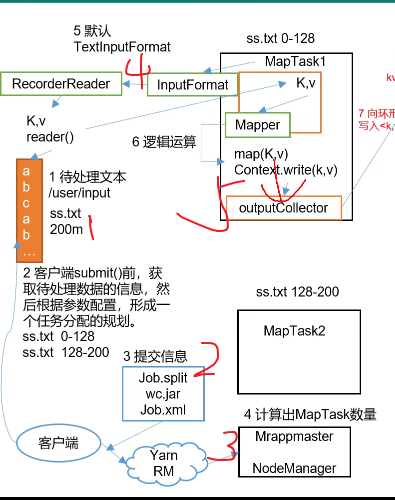 5 默认
TextInputFormat
ss.txt 0-128
MapTask1
4
RecorderReader
InputFormat
K,v
kv
Mapper
7 向环形
写入<k,v
K,v
reader()
6 逻辑运算
map(K,v)
Context.write(k,v)
5
outputCollector
a
b
c
a
b
...
1 待处理文本
/user/input
ss.txt
200m
1
2 客户端submit()前，获
取待处理数据的信息，然
后根据参数配置，形成一
个任务分配的规划。
ss.txt 0-128
ss.txt 128-200
ss.txt 128-200
MapTask2
3 提交信息
2
Job.split
wc.jar
Job.xml
4 计算出MapTask数量
3
Mrappmaster
NodeManager
客户端
Yarn
RM